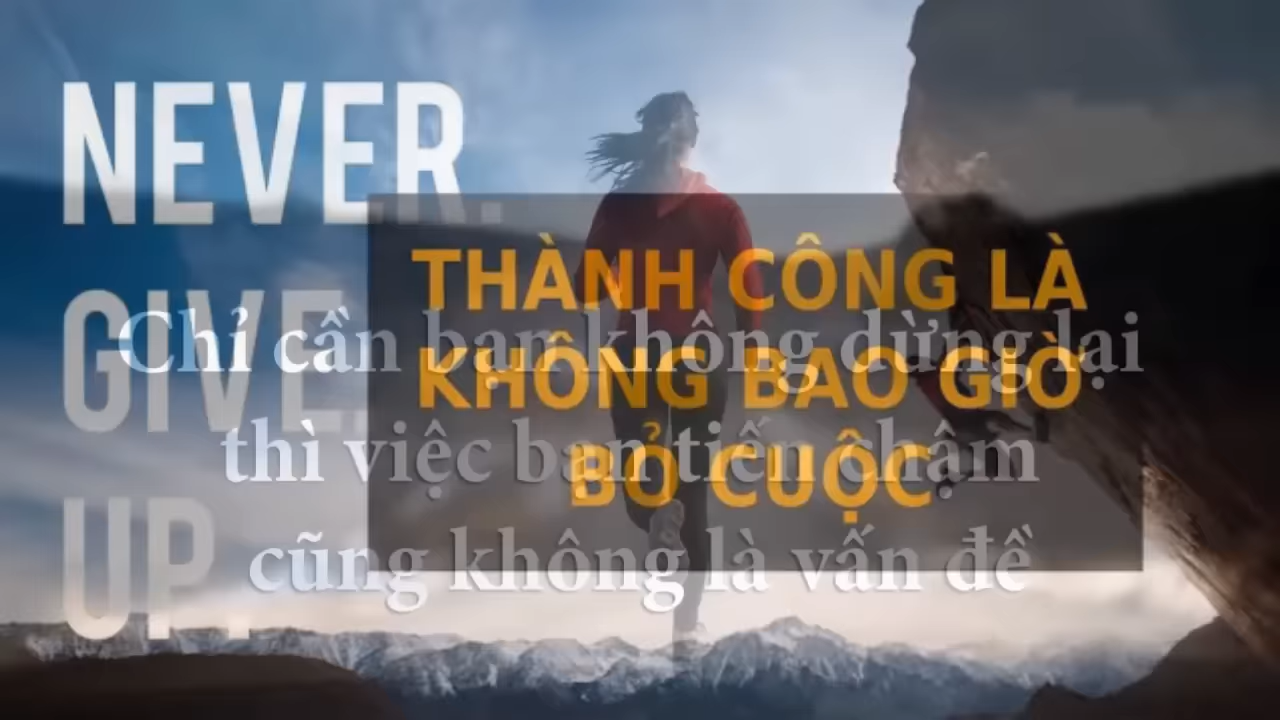 NEVER.
GIVE.
UP.
THÀNH CÔNG LÀ
KHÔNG BAO GIỜ
BỎ CUỘC
Chỉ cần bạn không dừng lại
thì việc bạn tiến chậm
cũng không là vấn đề